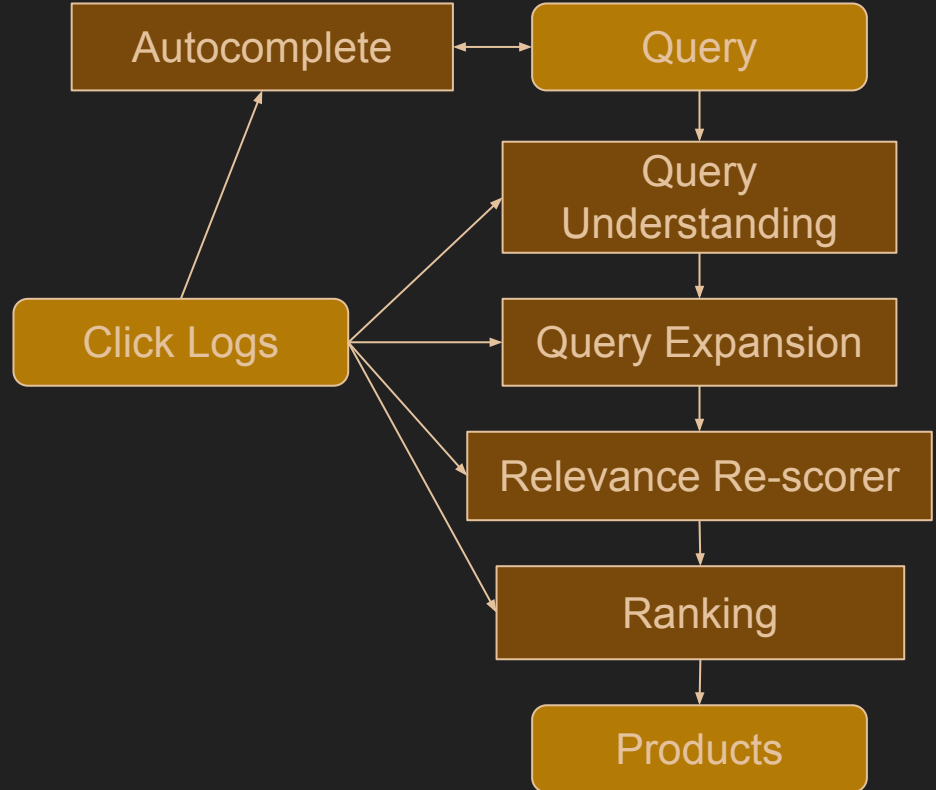 Autocomplete
Query
Query
Understanding
Click Logs
Query Expansion
Relevance Re-scorer
Ranking
Products